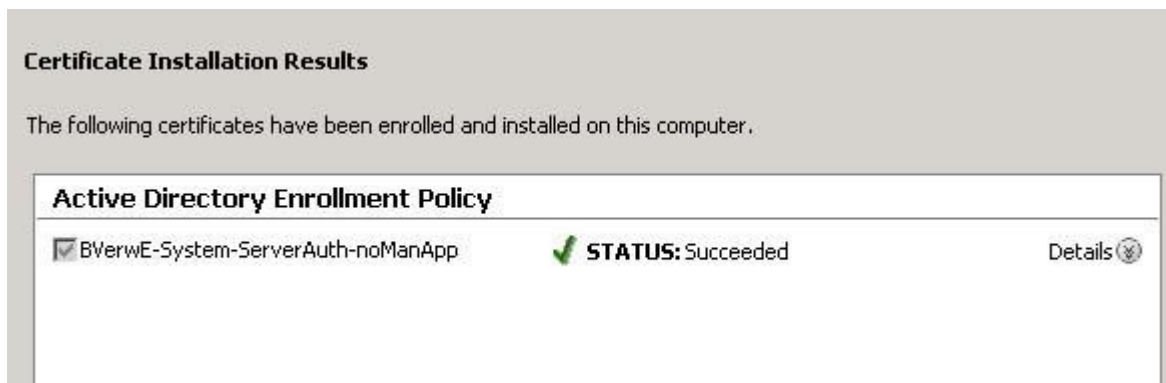 Certificate Installation Results
The following certificates have been enrolled and installed on this computer.
Active Directory Enrollment Policy
BVerwE-System-ServerAuth-noManApp STATUS: Succeeded Details